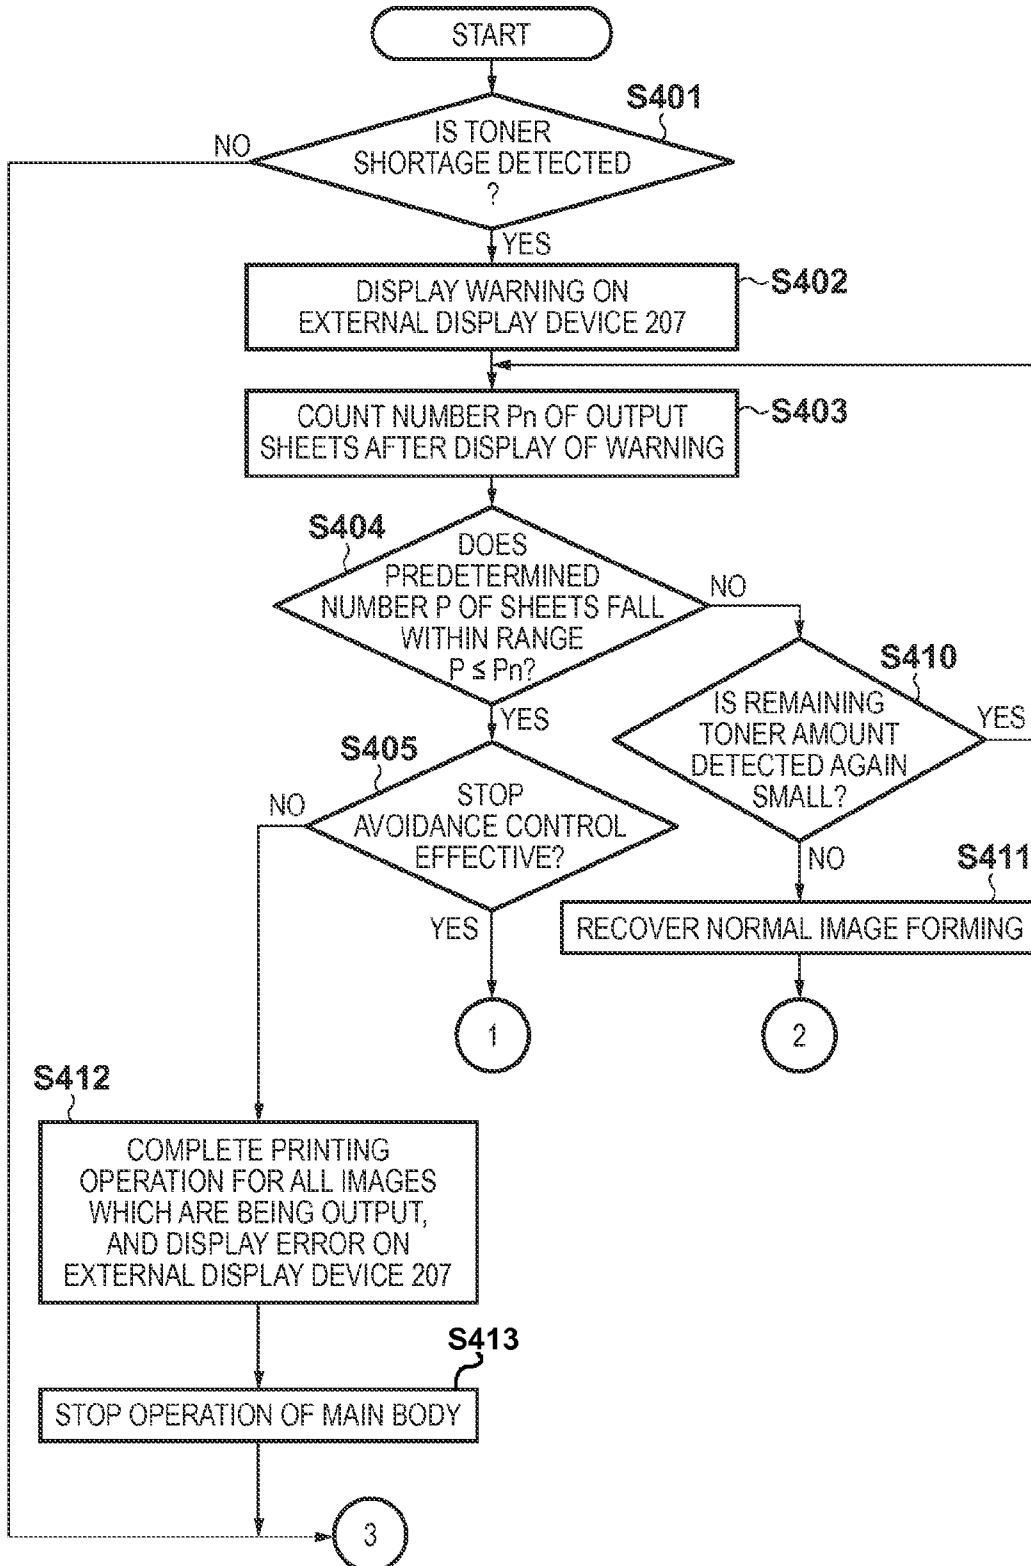 START
S401
IS TONER
SHORTAGE DETECTED
?
NO
YES
S402
DISPLAY WARNING ON
EXTERNAL DISPLAY DEVICE 207
S403
COUNT NUMBER Pn OF OUTPUT
SHEETS AFTER DISPLAY OF WARNING
S404
DOES
PREDETERMINED
NUMBER P OF SHEETS FALL
WITHIN RANGE
P ≤ Pn?
NO
YES
S410
IS REMAINING
TONER AMOUNT
DETECTED AGAIN
SMALL?
YES
NO
S405
STOP
AVOIDANCE CONTROL
EFFECTIVE?
NO
YES
S411
RECOVER NORMAL IMAGE FORMING
1
2
S412
COMPLETE PRINTING
OPERATION FOR ALL IMAGES
WHICH ARE BEING OUTPUT,
AND DISPLAY ERROR ON
EXTERNAL DISPLAY DEVICE 207
S413
STOP OPERATION OF MAIN BODY
3